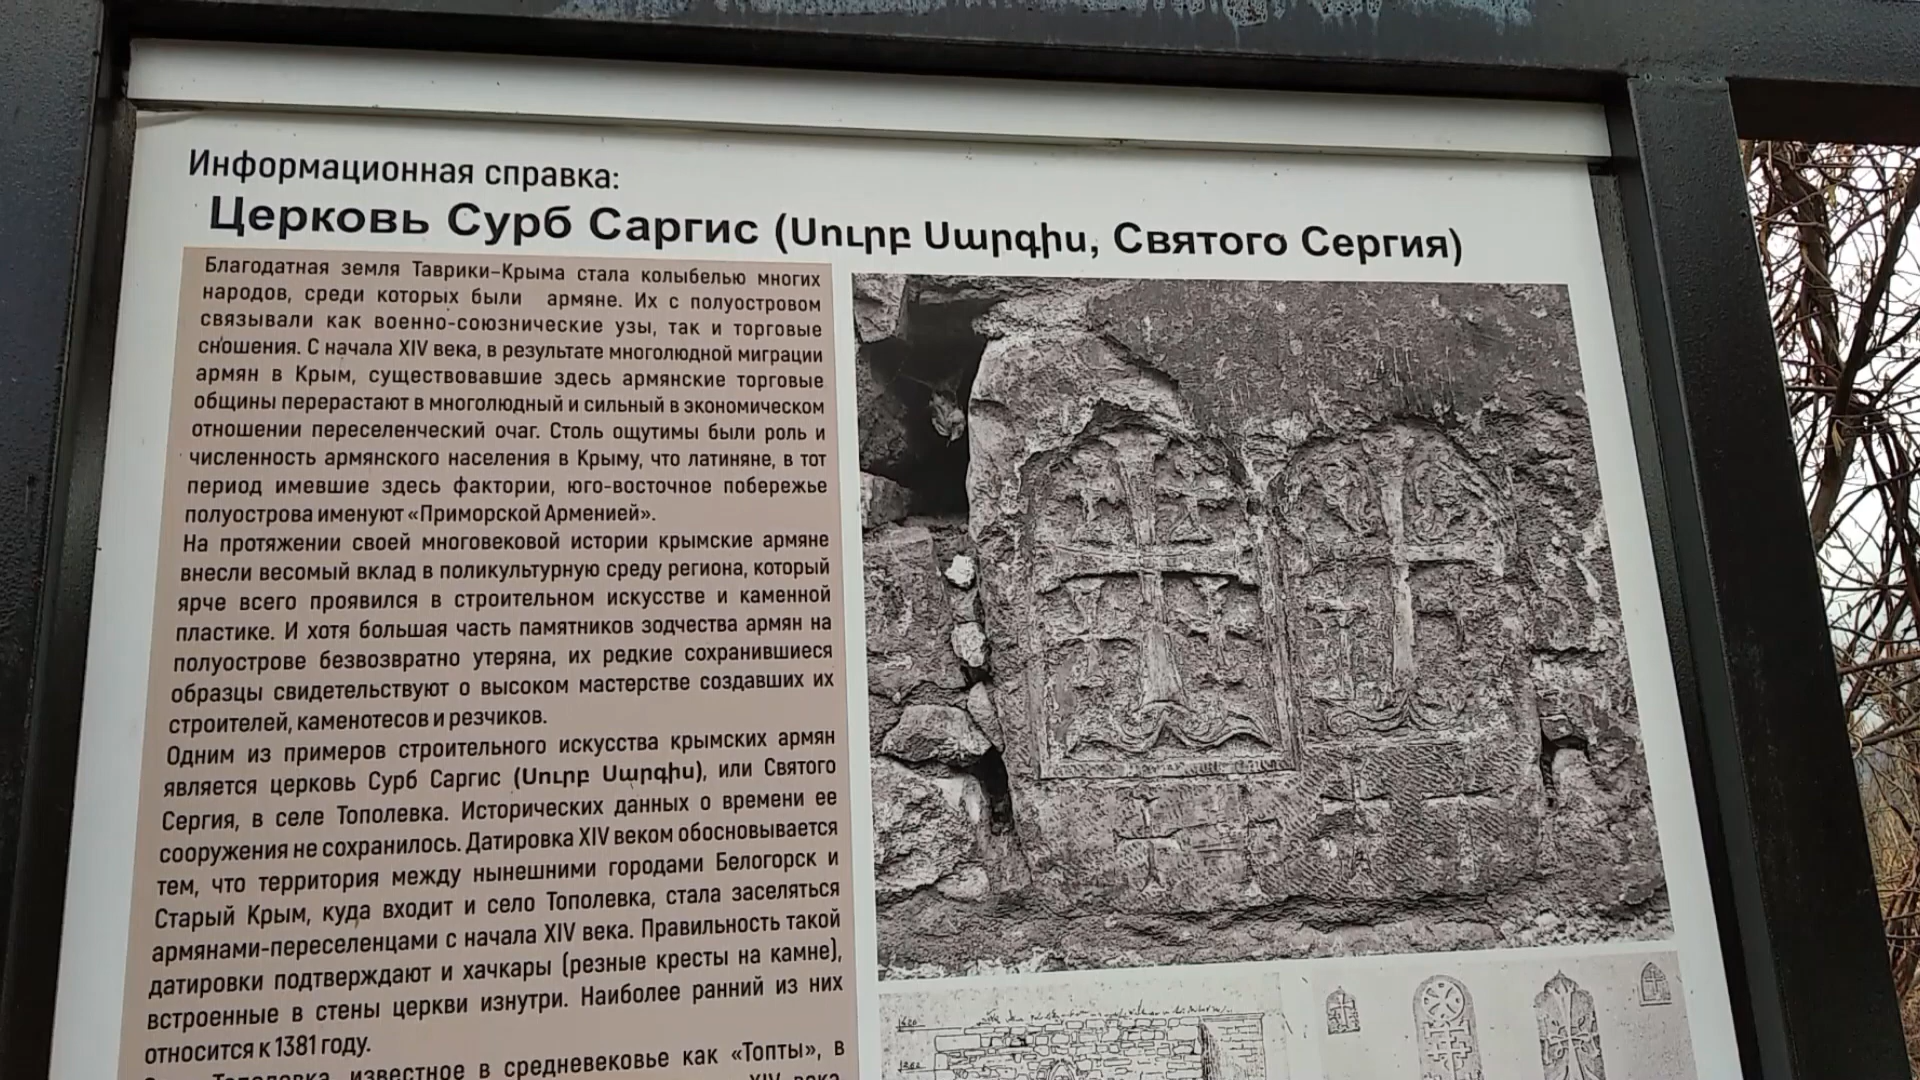 Информационная справка:
Церковь Сурб Саргис (Սուրբ Սարգիս, Святого Сергия)
Благодатная земля Таврики-Крыма стала колыбелью многих
народов, среди которых были армяне. Их с полуостровом
связывали как военно-союзнические узы, так и торговые
сношения. С начала XIV века, в результате многолюдной миграции
армян в Крым, существовавшие здесь армянские торговые
общины перерастают в многолюдный и сильный в экономическом
отношении переселенческий очаг. Столь ощутимы были роль и
численность армянского населения в Крыму, что латиняне, в тот
период имевшие здесь фактории, юго-восточное побережье
полуострова именуют «Приморской Арменией».
На протяжении своей многовековой истории крымские армяне
внесли весомый вклад в поликультурную среду региона, который
ярче всего проявился в строительном искусстве и каменной
пластике. И хотя большая часть памятников зодчества армян на
полуострове безвозвратно утеряна, их редкие сохранившиеся
образцы свидетельствуют о высоком мастерстве создавших их
строителей, каменотесов и резчиков.
Одним из примеров строительного искусства крымских армян
является церковь Сурб Саргис (Սուրբ Սարգիս), или Святого
Сергия, в селе Тополевка. Исторических данных о времени ее
сооружения не сохранилось. Датировка XIV веком обосновывается
тем, что территория между нынешними городами Белогорск и
Старый Крым, куда входит и село Тополевка, стала заселяться
армянами-переселенцами с начала XIV века. Правильность такой
датировки подтверждают и хачкары (резные кресты на камне),
встроенные в стены церкви изнутри. Наиболее ранний из них
относится к 1381 году.
Тополевка, известное в средневековье как «Топты», в
XIV века